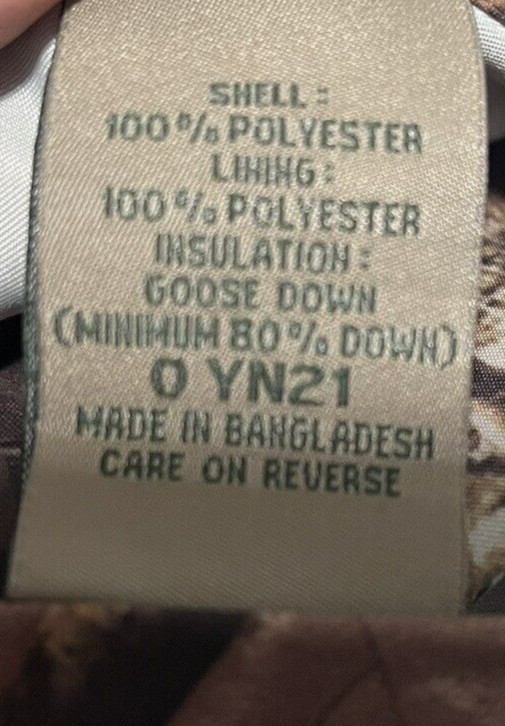 SHELL:
100% POLYESTER
LINING:
100% POLYESTER
INSULATION:
GOOSE DOWN
(MINIMUM 80% DOWN)
0 YN21
MADE IN BANGLADESH
CARE ON REVERSE